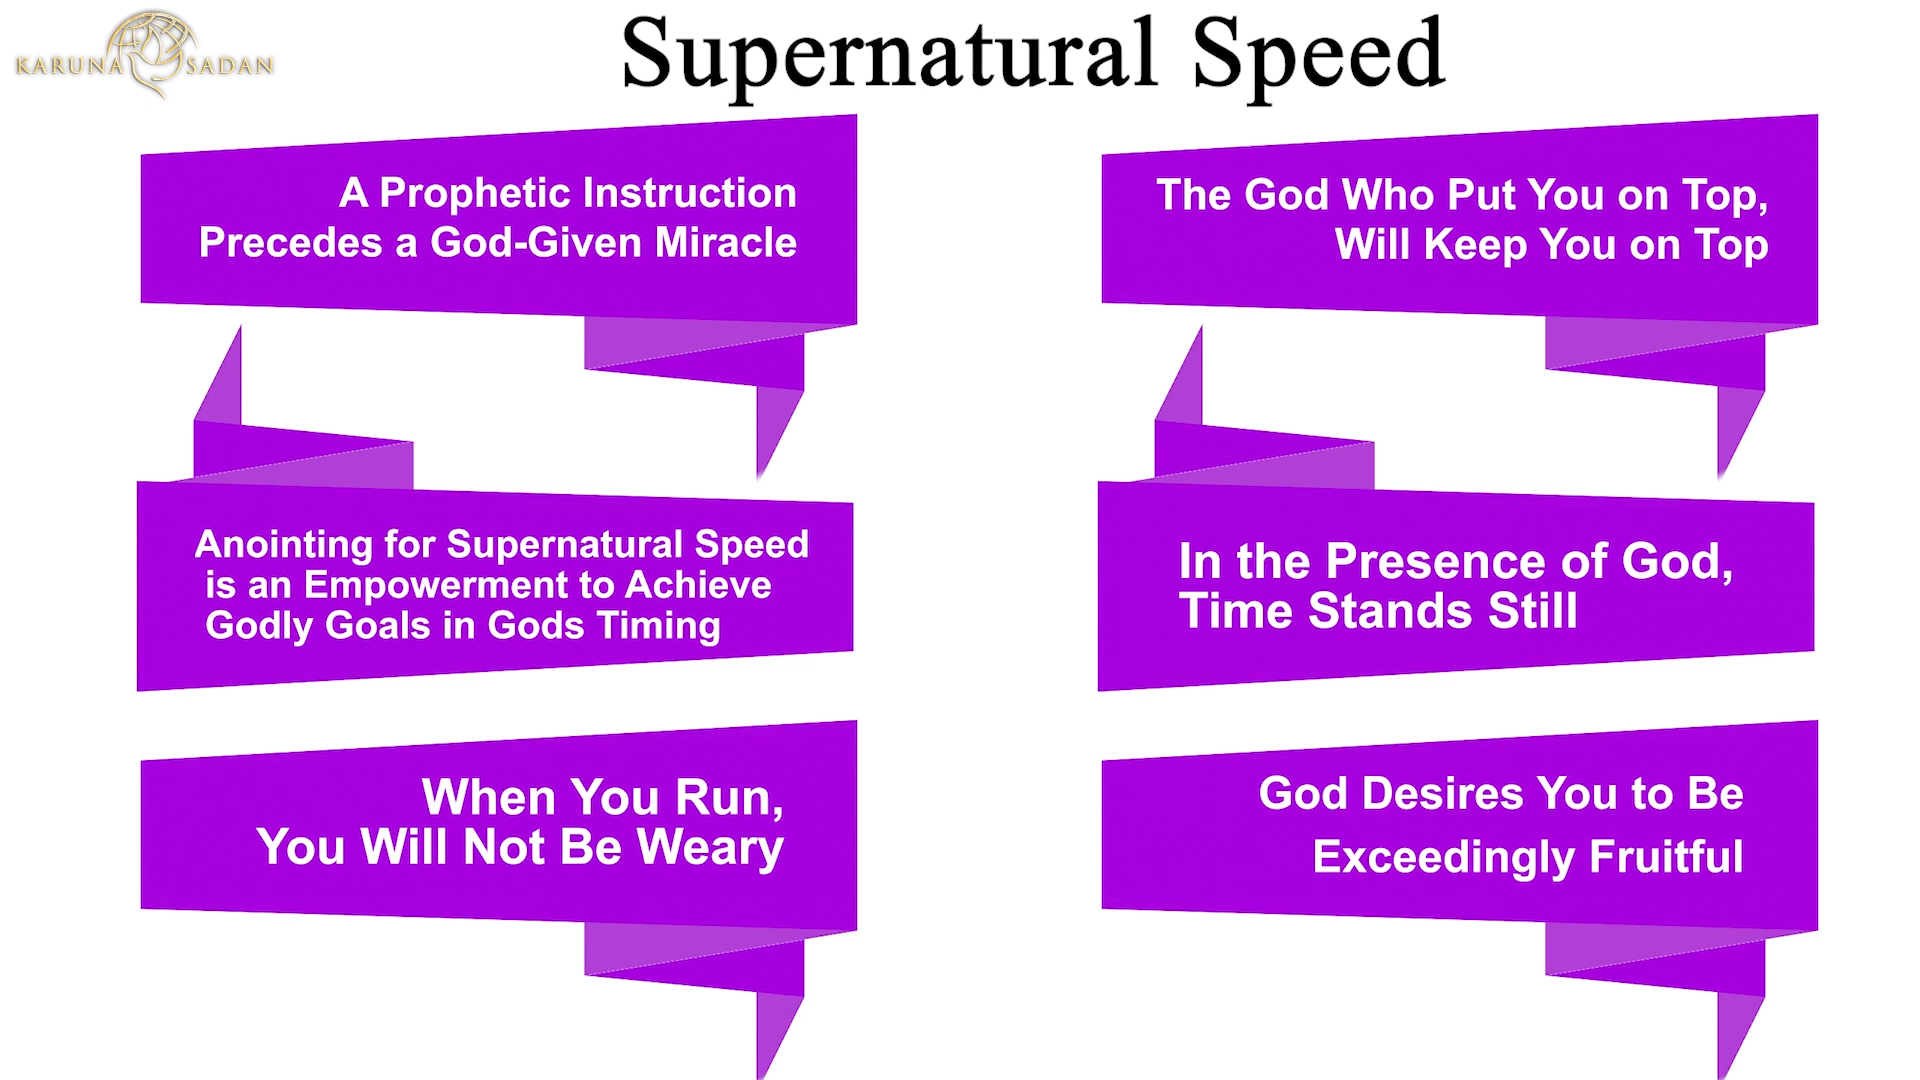 KARUNA SADAN
Supernatural Speed
A Prophetic Instruction
Precedes a God-Given Miracle
Anointing for Supernatural Speed
is an Empowerment to Achieve
Godly Goals in Gods Timing
When You Run,
You Will Not Be Weary
The God Who Put You on Top,
Will Keep You on Top
In the Presence of God,
Time Stands Still
God Desires You to Be
Exceedingly Fruitful